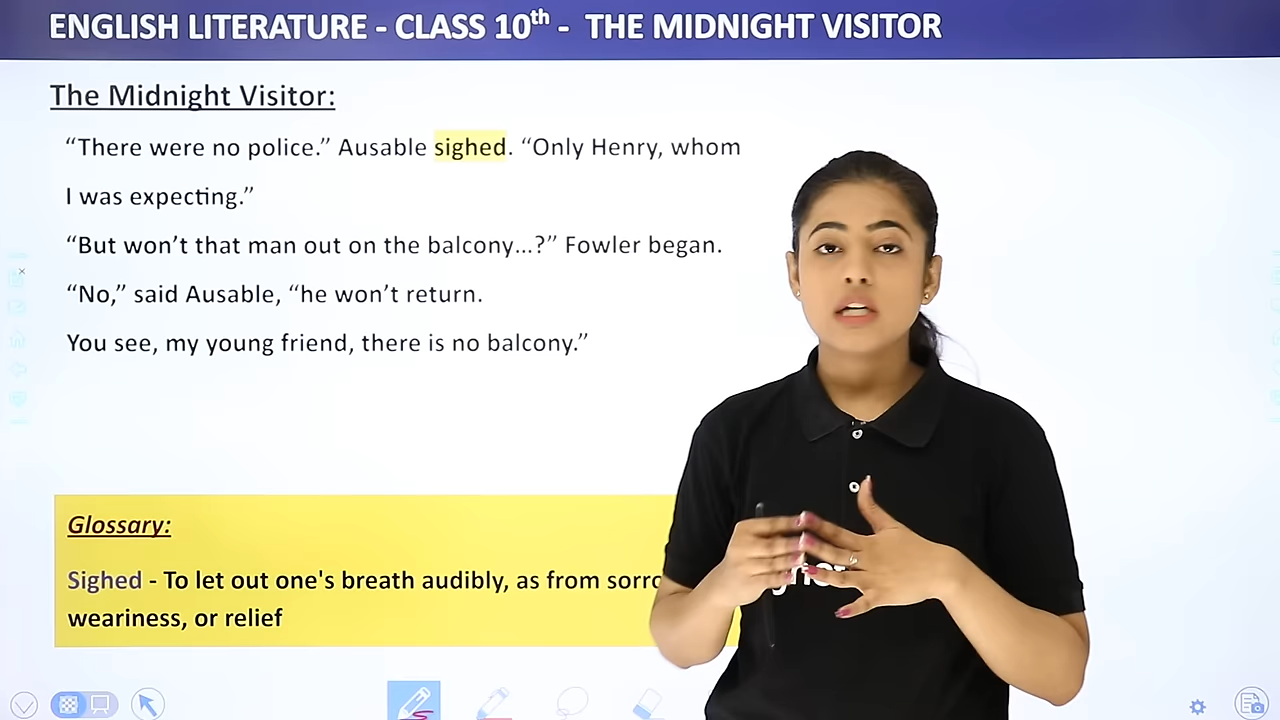 ENGLISH LITERATURE - CLASS 10th - THE MIDNIGHT VISITOR
The Midnight Visitor:
“There were no police.” Ausable sighed. “Only Henry, whom
I was expecting.”
“But won’t that man out on the balcony...?” Fowler began.
“No,” said Ausable, “he won’t return.
You see, my young friend, there is no balcony.”
Glossary:
Sighed - To let out one's breath audibly, as from
weariness, or relief